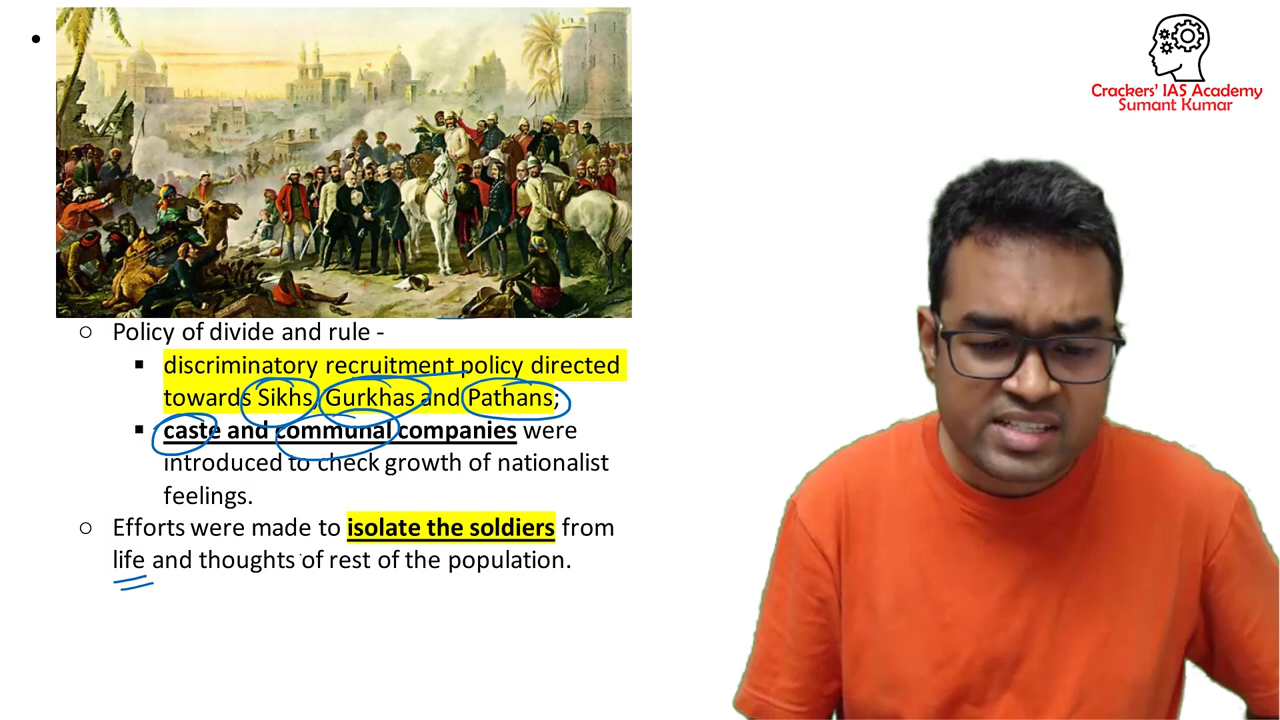 Crackers' IAS Academy
Sumant Kumar
Policy of divide and rule -
discriminatory recruitment policy directed
towards Sikhs, Gurkhas and Pathans;
caste and communal companies were
introduced to check growth of nationalist
feelings.
Efforts were made to isolate the soldiers from
life and thoughts of rest of the population.